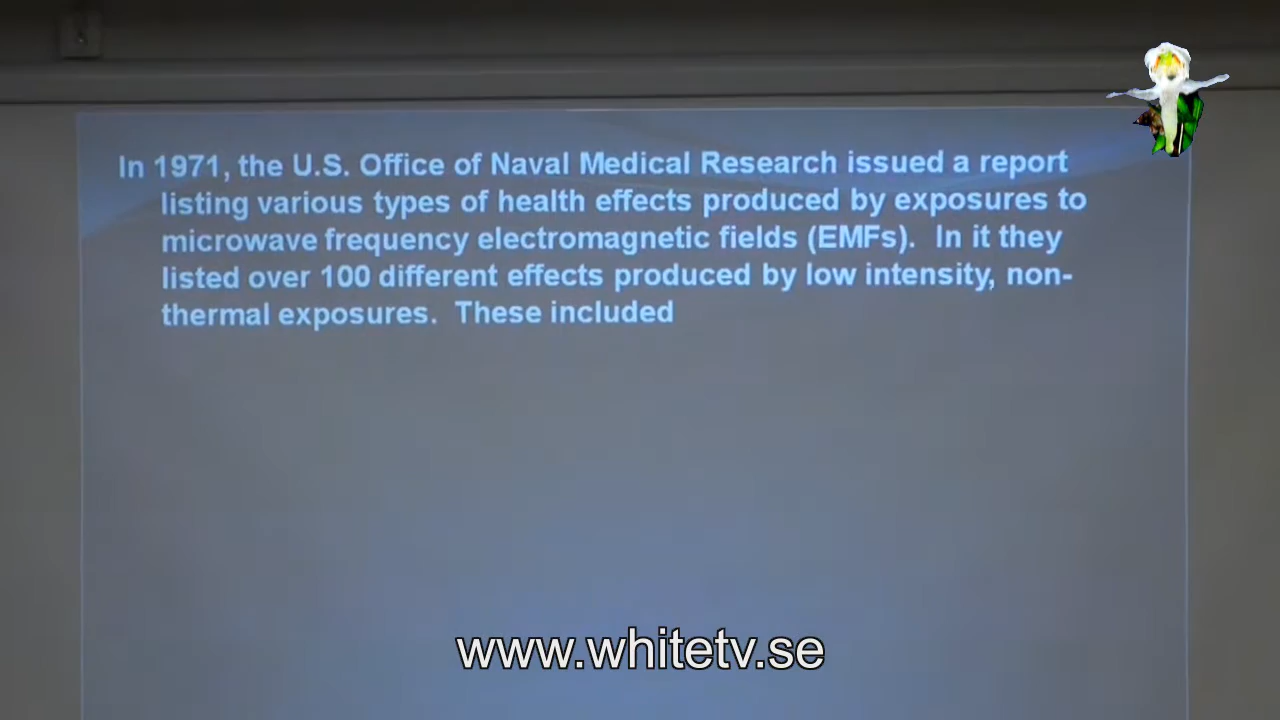 In 1971, the U.S. Office of Naval Medical Research issued a report
listing various types of health effects produced by exposures to
microwave frequency electromagnetic fields (EMFs).  In it they
listed over 100 different effects produced by low intensity, non-
thermal exposures.  These included
www.whitetv.se